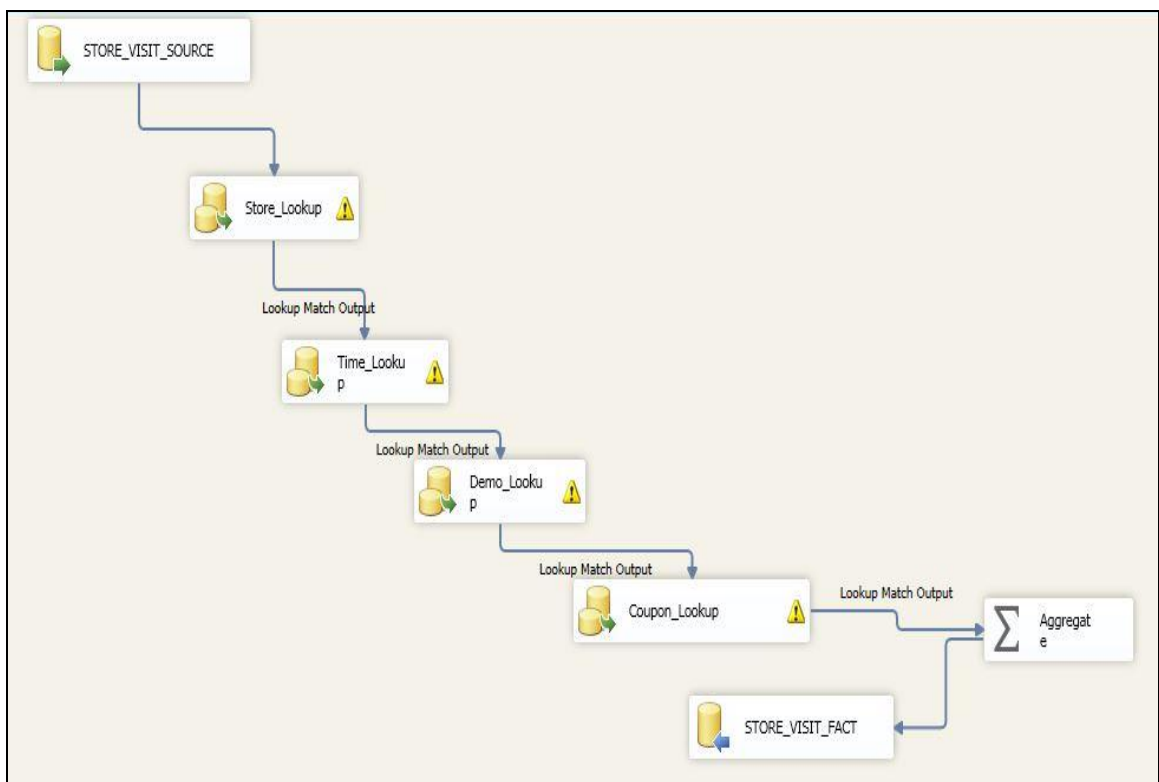 STORE_VISIT_SOURCE
Store_Lookup
Lookup Match Output
Time_Looku
p
Lookup Match Output
Demo_Looku
p
Lookup Match Output
Coupon_Lookup
Lookup Match Output
Aggregat
e
STORE_VISIT_FACT